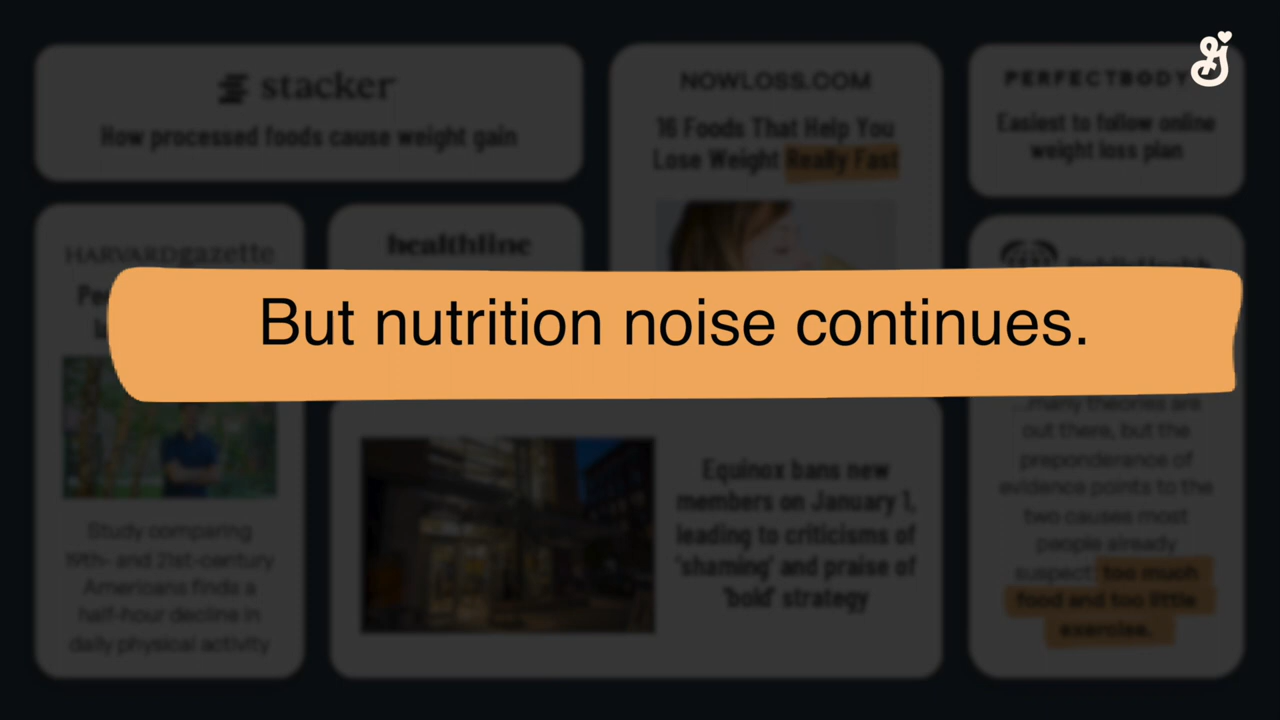 stacker
How processed foods cause weight gain
NOWLOSS.COM
16 Foods That Help You
Lose Weight Really Fast
PERFECTBODY
Easiest to follow online
weight loss plan
HARVARDgazette
healthline
But nutrition noise continues.
Study comparing
19th- and 21st-century
Americans finds a
half-hour decline in
daily physical activity
Equinox bans new
members on January 1,
leading to criticisms of
'shaming' and praise of
'bold' strategy
...many theories are
out there, but the
preponderance of
evidence points to the
two causes most
people already
suspect: too much
food and too little
exercise.